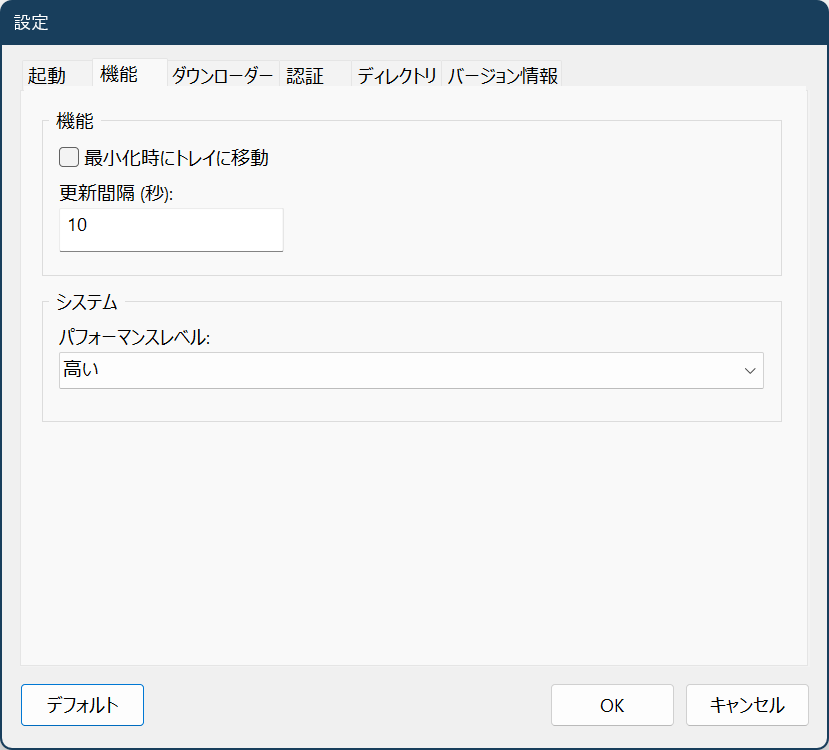 設定
起動 機能 ダウンローダー 認証 ディレクトリ バージョン情報
機能
最小化時にトレイに移動
更新間隔 (秒):
10
システム
パフォーマンスレベル:
高い
デフォルト OK キャンセル